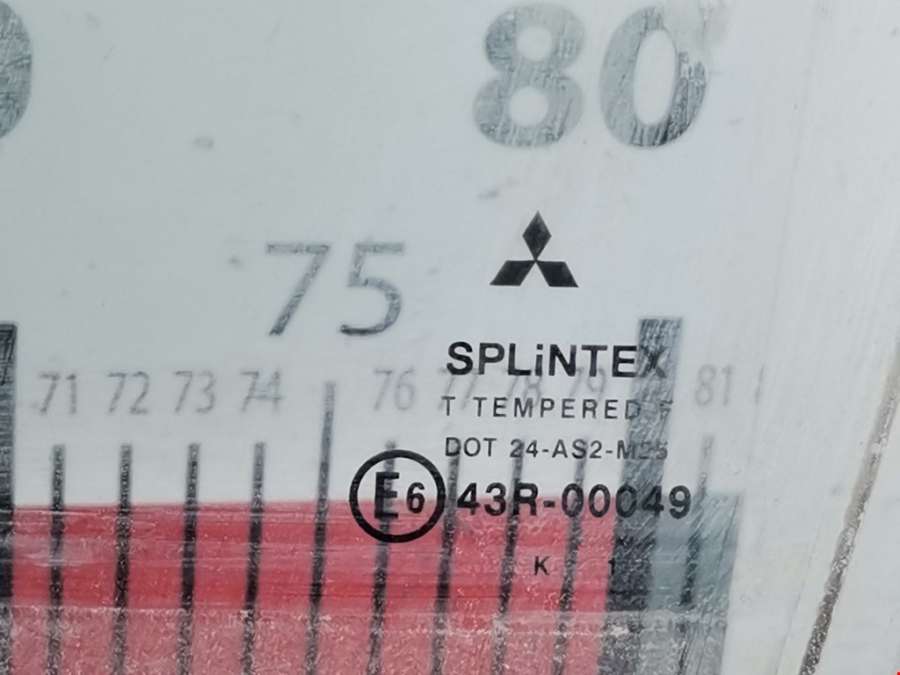 80
75
SPLiNTEX
71 72 73 74 76 77 78 79 81
T TEMPERED
DOT 24-AS2-M25
E6 43R-00049
K 1